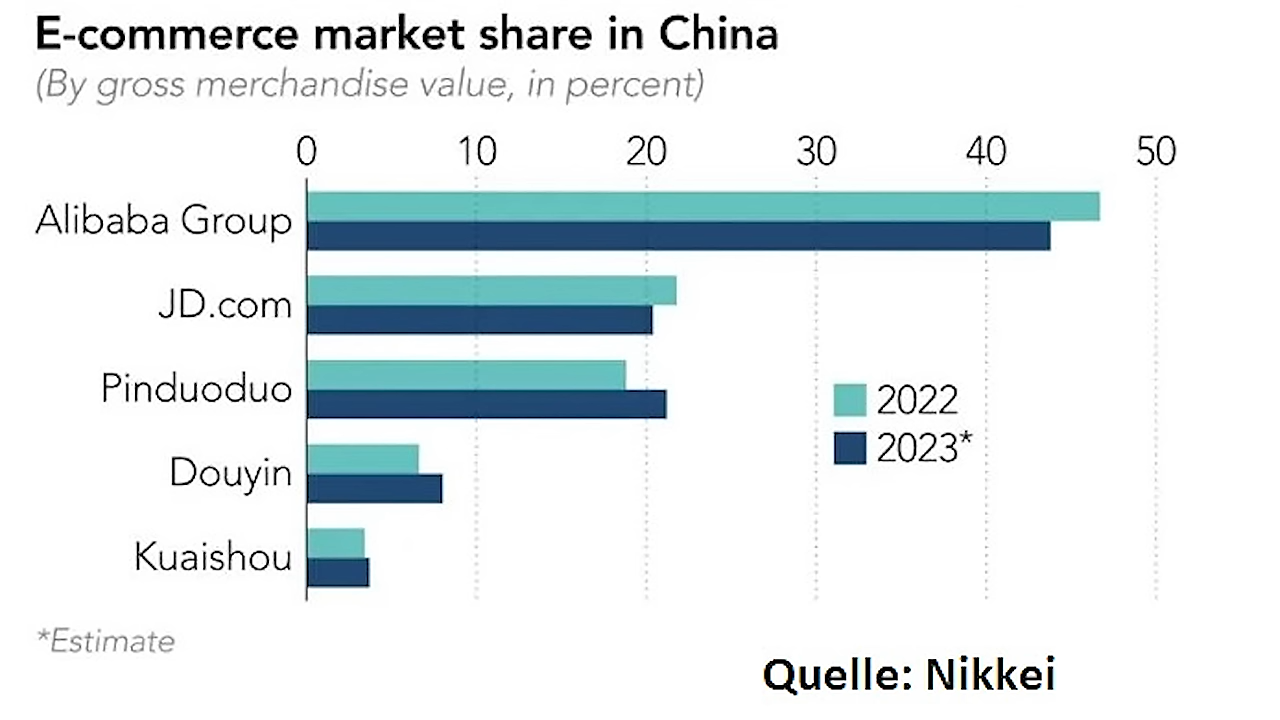 E-commerce market share in China
(By gross merchandise value, in percent)
0 10 20 30 40 50
Alibaba Group
JD.com
Pinduoduo
2022
2023*
Douyin
Kuaishou
*Estimate
Quelle: Nikkei